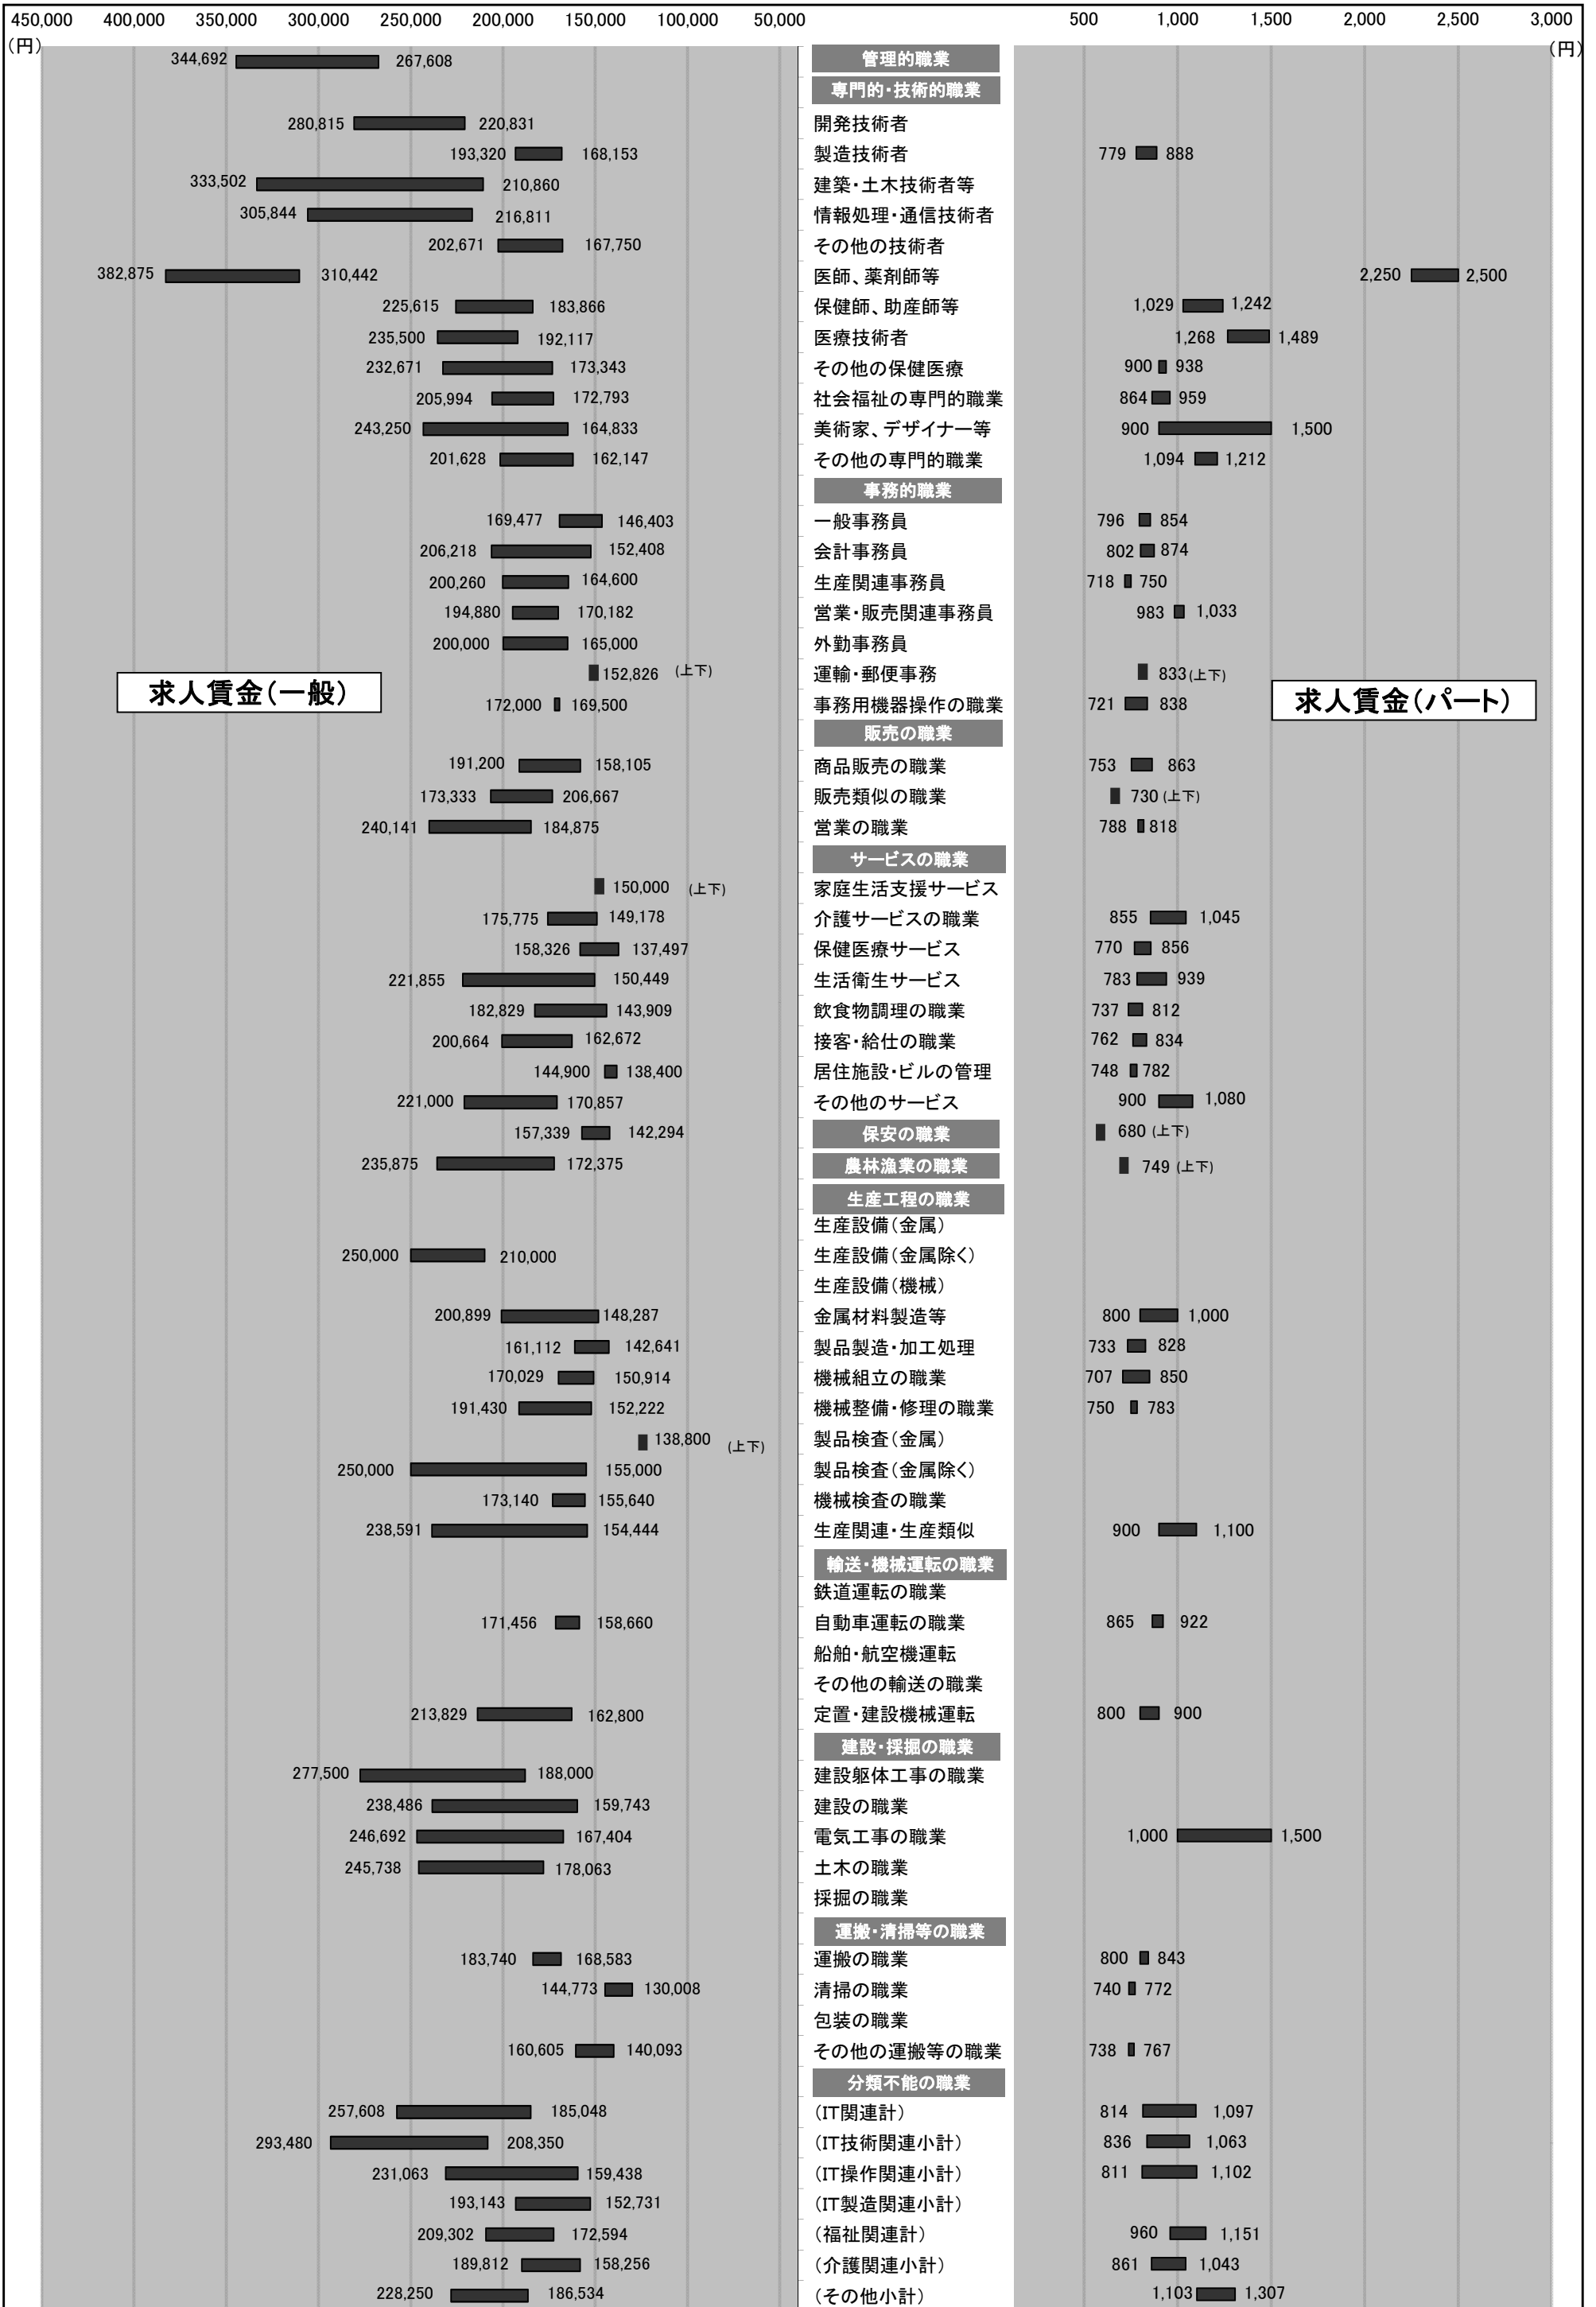 450,000 400,000 350,000 300,000 250,000 200,000 150,000 100,000 50,000 500 1,000 1,500 2,000 2,500 3,000
(円) (円)
344,692 267,608 管理的職業
専門的・技術的職業
280,815 220,831 開発技術者
193,320 168,153 製造技術者 779 888
333,502 210,860 建築・土木技術者等
305,844 216,811 情報処理・通信技術者
202,671 167,750 その他の技術者
382,875 310,442 医師、薬剤師等 2,250 2,500
225,615 183,866 保健師、助産師等 1,029 1,242
235,500 192,117 医療技術者 1,268 1,489
232,671 173,343 その他の保健医療 900 938
205,994 172,793 社会福祉の専門的職業 864 959
243,250 164,833 美術家、デザイナー等 900 1,500
201,628 162,147 その他の専門的職業 1,094 1,212
事務的職業
169,477 146,403 一般事務員 796 854
206,218 152,408 会計事務員 802 874
200,260 164,600 生産関連事務員 718 750
194,880 170,182 営業・販売関連事務員 983 1,033
200,000 165,000 外勤事務員
152,826 (上下) 運輸・郵便事務 833(上下)
求人賃金(一般) 求人賃金(パート)
172,000 169,500 事務用機器操作の職業 721 838
販売の職業
191,200 158,105 商品販売の職業 753 863
173,333 206,667 販売類似の職業 730 (上下)
240,141 184,875 営業の職業 788 818
サービスの職業
150,000 (上下) 家庭生活支援サービス
175,775 149,178 介護サービスの職業 855 1,045
158,326 137,497 保健医療サービス 770 856
221,855 150,449 生活衛生サービス 783 939
182,829 143,909 飲食物調理の職業 737 812
200,664 162,672 接客・給仕の職業 762 834
144,900 138,400 居住施設・ビルの管理 748 782
221,000 170,857 その他のサービス 900 1,080
157,339 142,294 保安の職業 680 (上下)
235,875 172,375 農林漁業の職業 749 (上下)
生産工程の職業
生産設備(金属)
250,000 210,000 生産設備(金属除く)
生産設備(機械)
200,899 148,287 金属材料製造等 800 1,000
161,112 142,641 製品製造・加工処理 733 828
170,029 150,914 機械組立の職業 707 850
191,430 152,222 機械整備・修理の職業 750 783
138,800 (上下) 製品検査(金属)
250,000 155,000 製品検査(金属除く)
173,140 155,640 機械検査の職業
238,591 154,444 生産関連・生産類似 900 1,100
輸送・機械運転の職業
鉄道運転の職業
171,456 158,660 自動車運転の職業 865 922
船舶・航空機運転
その他の輸送の職業
213,829 162,800 定置・建設機械運転 800 900
建設・採掘の職業
277,500 188,000 建設躯体工事の職業
238,486 159,743 建設の職業
246,692 167,404 電気工事の職業 1,000 1,500
245,738 178,063 土木の職業
採掘の職業
運搬・清掃等の職業
183,740 168,583 運搬の職業 800 843
144,773 130,008 清掃の職業 740 772
包装の職業
160,605 140,093 その他の運搬等の職業 738 767
分類不能の職業
257,608 185,048 (IT関連計) 814 1,097
293,480 208,350 (IT技術関連小計) 836 1,063
231,063 159,438 (IT操作関連小計) 811 1,102
193,143 152,731 (IT製造関連小計)
209,302 172,594 (福祉関連計) 960 1,151
189,812 158,256 (介護関連小計) 861 1,043
228,250 186,534 (その他小計) 1,103 1,307